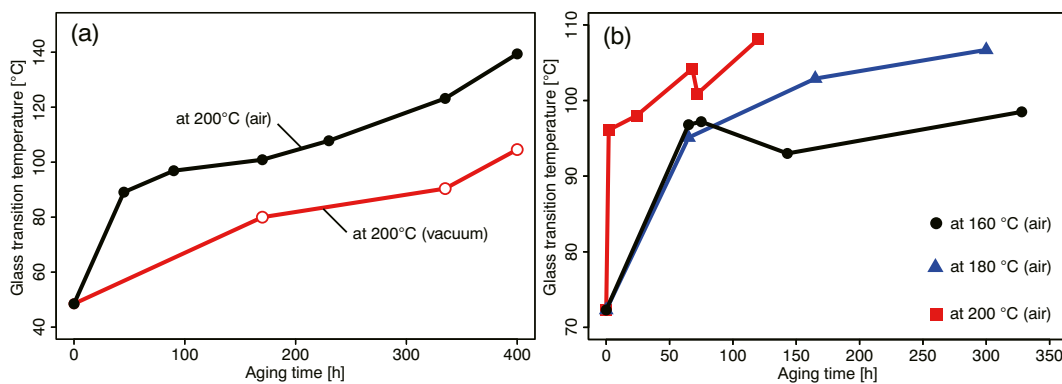 (a)
Glass transition temperature [°C]
140
120
100
80
60
40
at 200°C (air)
at 200°C (vacuum)
0
100
200
300
400
Aging time [h]
(b)
Glass transition temperature [°C]
110
100
90
80
70
at 160 °C (air)
at 180 °C (air)
at 200 °C (air)
0
50
100
150
200
250
300
350
Aging time [h]